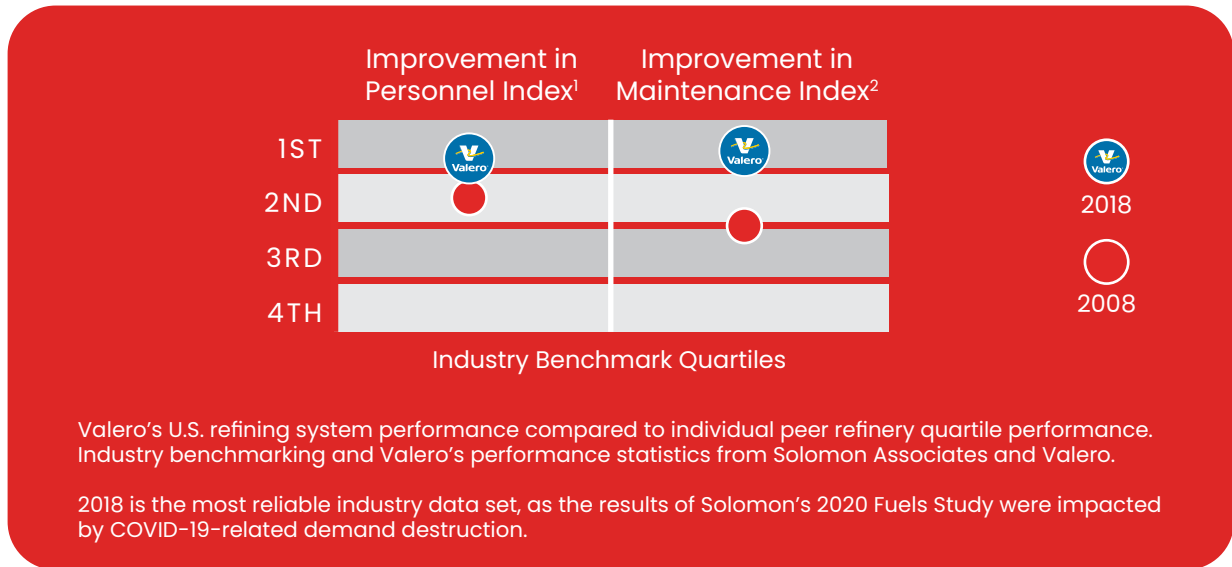 Improvement in
Personnel Index¹
Improvement in
Maintenance Index²
1ST
2ND
3RD
4TH
Valero
Valero
Valero
2018
2008
Industry Benchmark Quartiles
Valero’s U.S. refining system performance compared to individual peer refinery quartile performance.
Industry benchmarking and Valero’s performance statistics from Solomon Associates and Valero.
2018 is the most reliable industry data set, as the results of Solomon’s 2020 Fuels Study were impacted
by COVID-19-related demand destruction.